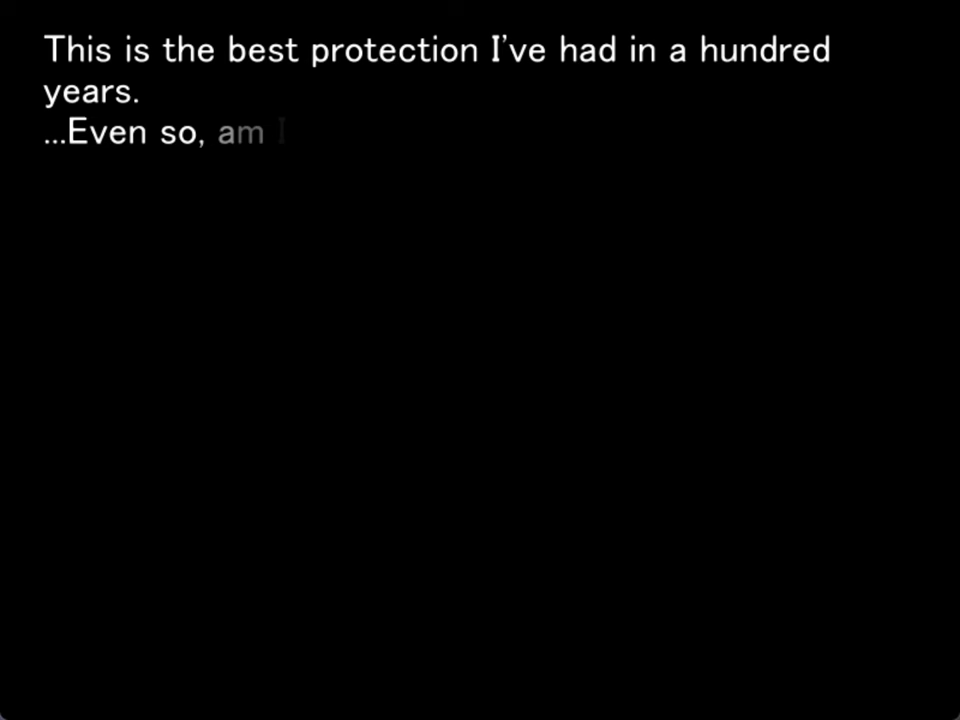 This is the best protection I've had in a hundred
years.
...Even so, am I